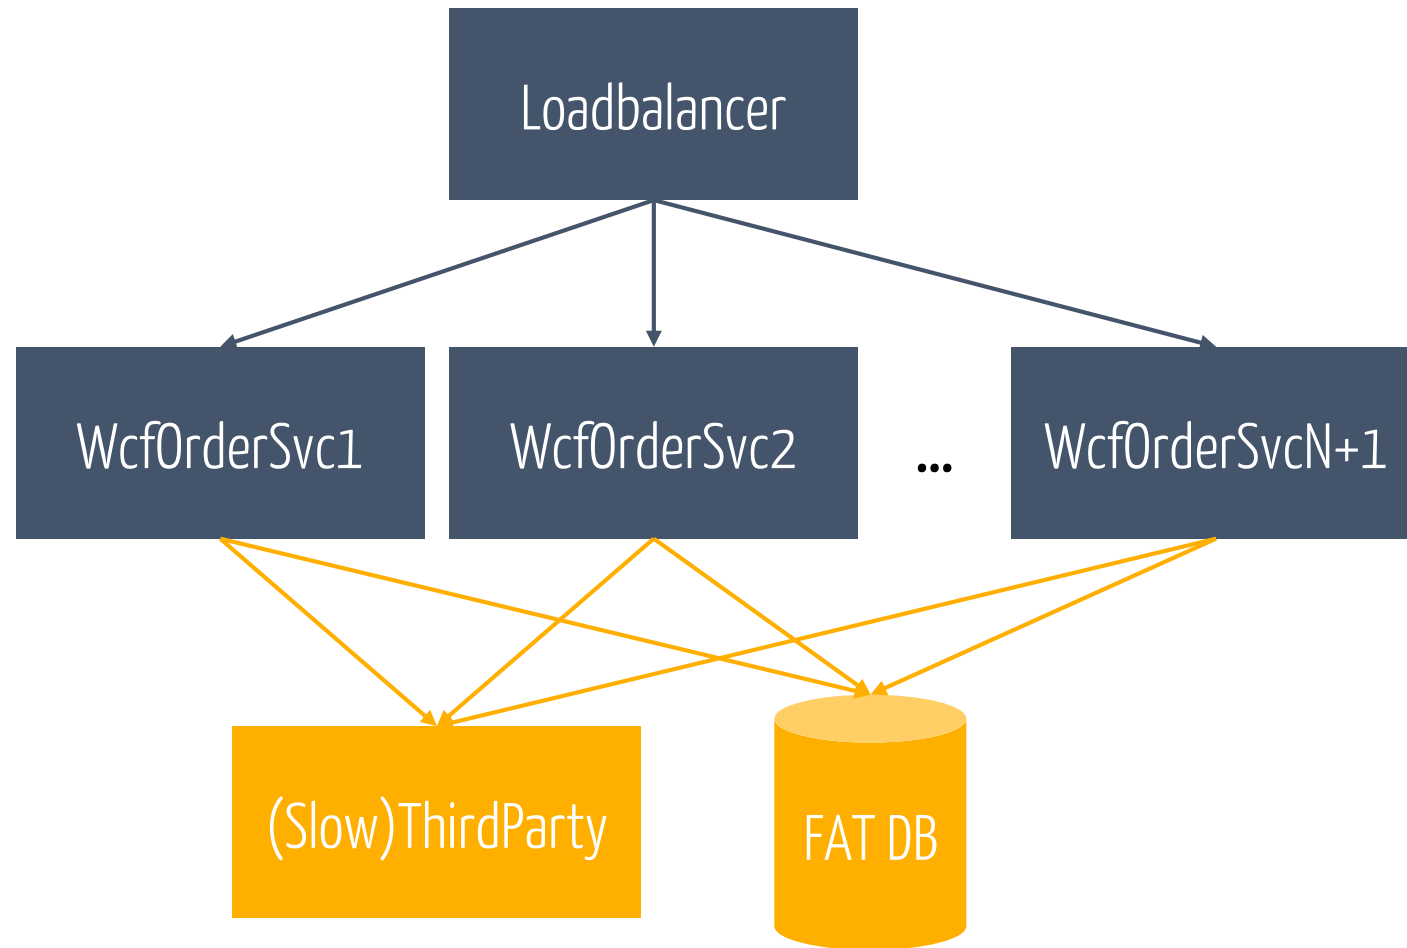 Loadbalancer
WcfOrderSvc1
WcfOrderSvc2
...
WcfOrderSvcN+1
(Slow)ThirdParty
FAT DB